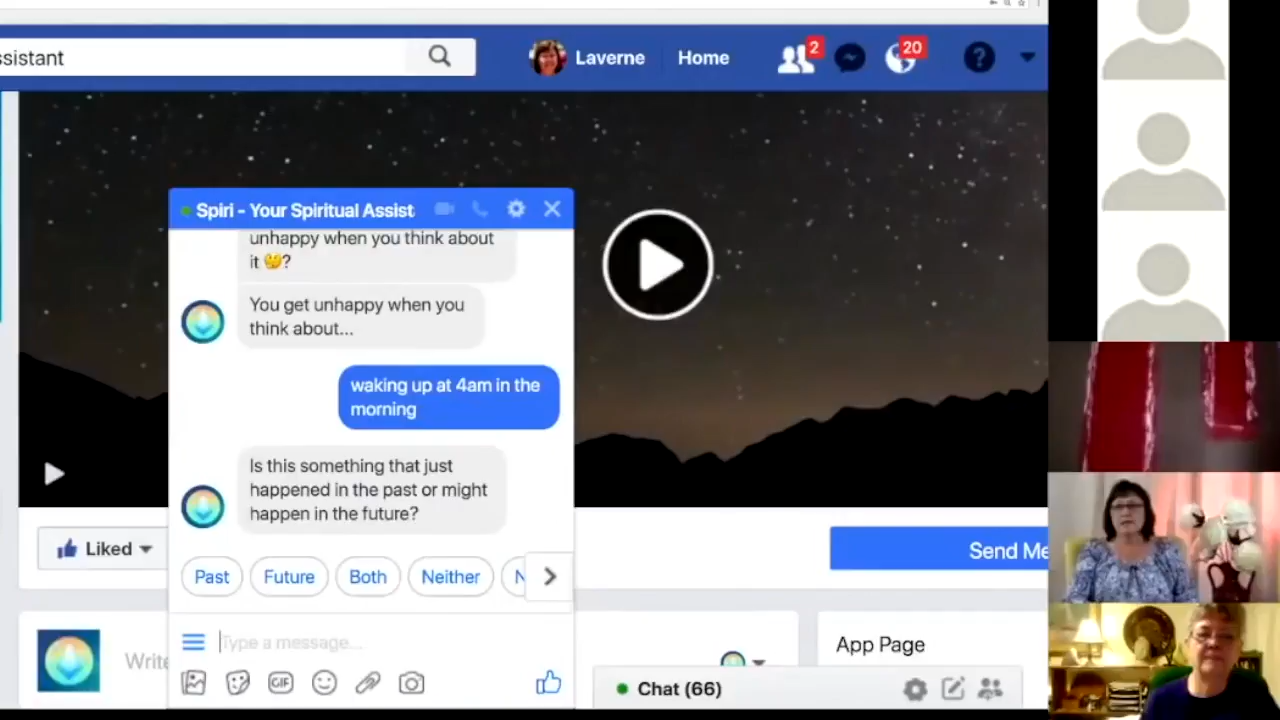 ssistant
Laverne
Home
2
20
?
Spiri - Your Spiritual Assist
unhappy when you think about
it 🤔?
You get unhappy when you
think about...
waking up at 4am in the
morning
Is this something that just
happened in the past or might
happen in the future?
Liked
Past
Future
Both
Neither
N
Send Me
Type a message...
Write
GIF
App Page
Chat (66)